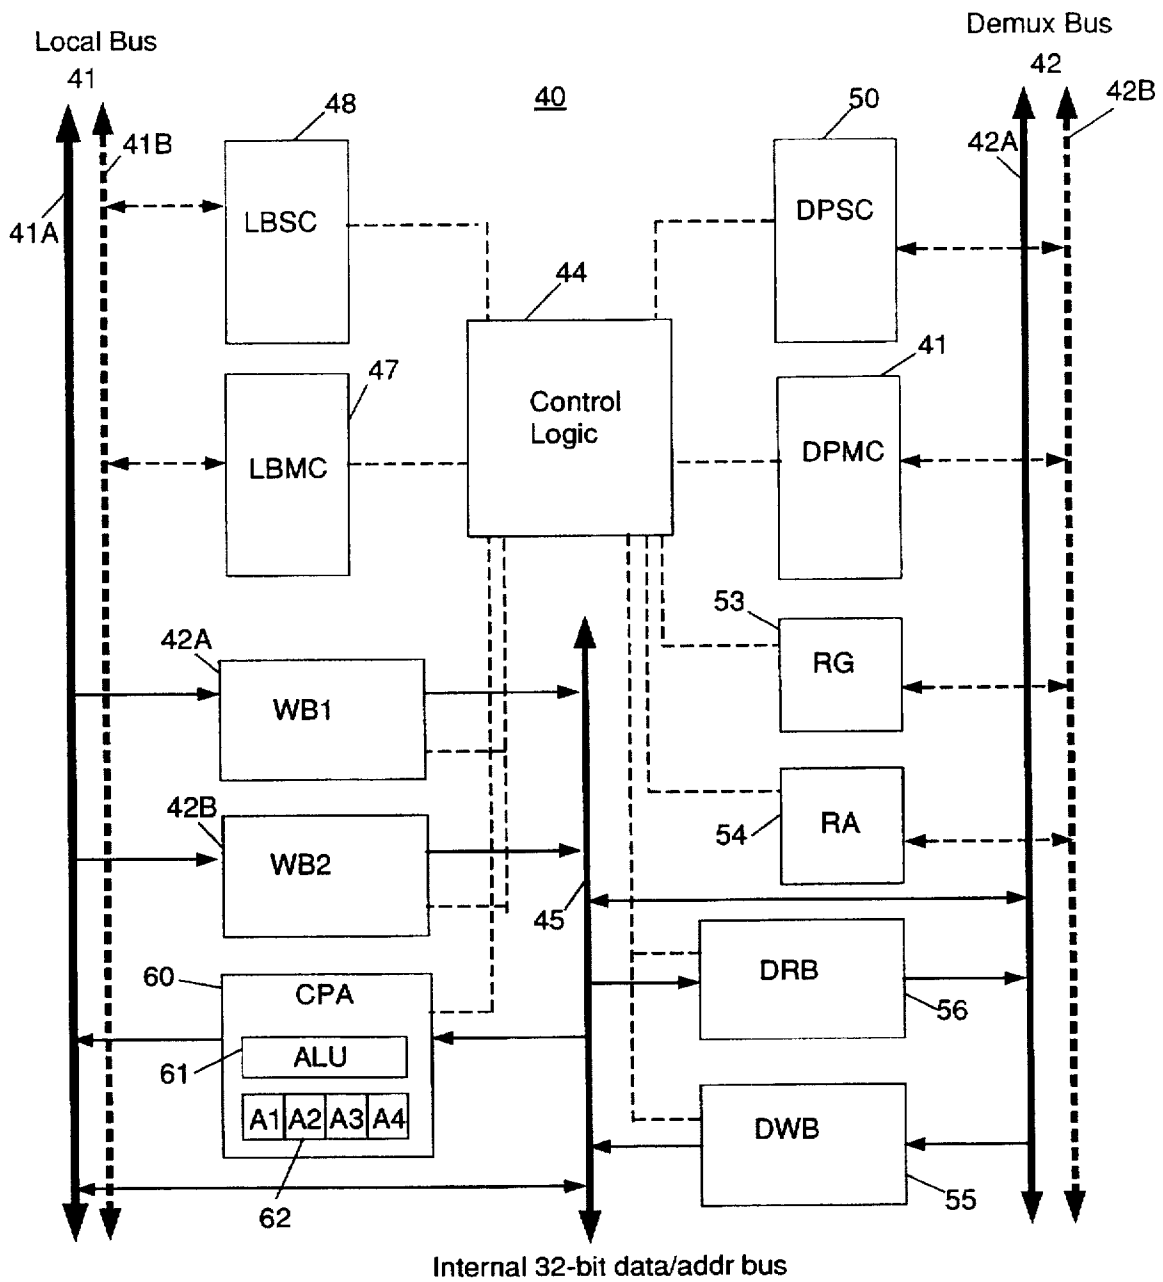 Local Bus
Demux Bus
41
42
48
40
50
42B
41B
42A
41A
LBSC
DPSC
44
47
41
Control
Logic
LBMC
DPMC
53
42A
RG
WB1
42B
54
RA
WB2
45
60
CPA
DRB
56
61
ALU
A1 A2 A3 A4
DWB
62
55
Internal 32-bit data/addr bus